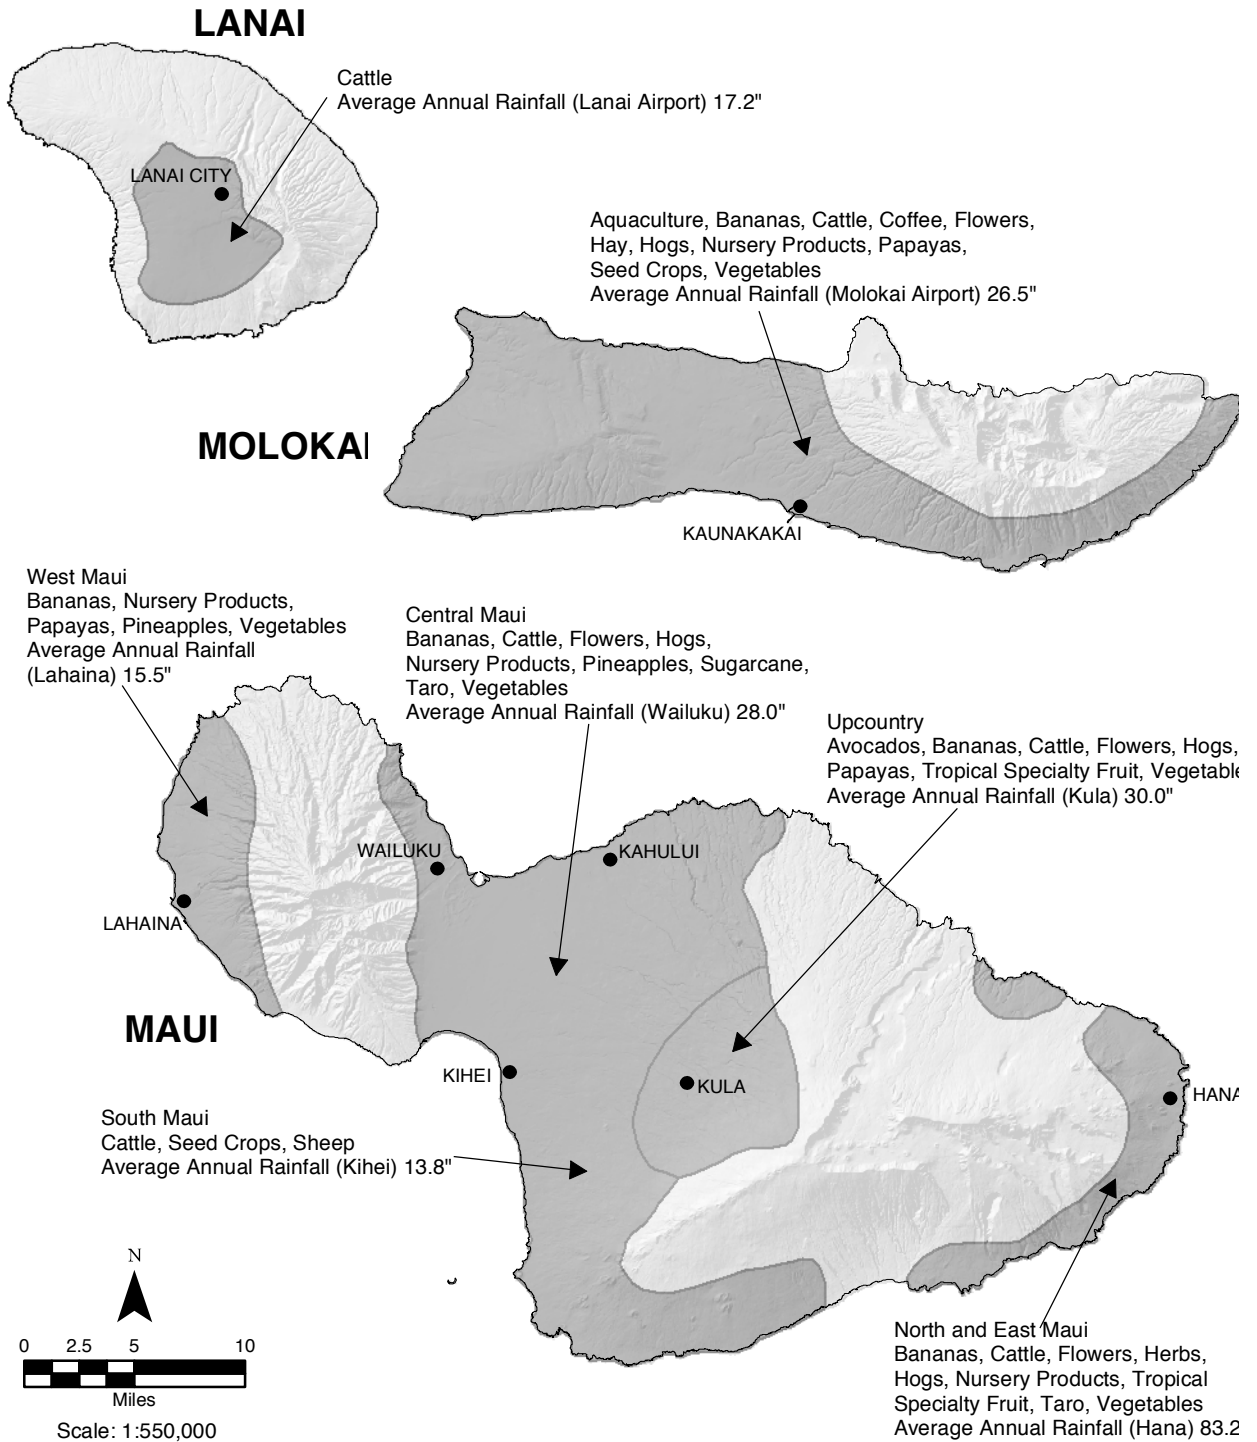 LANAI
Cattle
Average Annual Rainfall (Lanai Airport) 17.2"
LANAI CITY
Aquaculture, Bananas, Cattle, Coffee, Flowers,
Hay, Hogs, Nursery Products, Papayas,
Seed Crops, Vegetables
Average Annual Rainfall (Molokai Airport) 26.5"
MOLOKAI
KAUNAKAKAI
West Maui
Bananas, Nursery Products,
Papayas, Pineapples, Vegetables
Average Annual Rainfall
(Lahaina) 15.5"
Central Maui
Bananas, Cattle, Flowers, Hogs,
Nursery Products, Pineapples, Sugarcane,
Taro, Vegetables
Average Annual Rainfall (Wailuku) 28.0"
Upcountry
Avocados, Bananas, Cattle, Flowers, Hogs,
Papayas, Tropical Specialty Fruit, Vegetable
Average Annual Rainfall (Kula) 30.0"
WAILUKU
KAHULUI
LAHAINA
MAUI
KIHEI
KULA
HANA
South Maui
Cattle, Seed Crops, Sheep
Average Annual Rainfall (Kihei) 13.8"
N
0 2.5 5 10
Miles
Scale: 1:550,000
North and East Maui
Bananas, Cattle, Flowers, Herbs,
Hogs, Nursery Products, Tropical
Specialty Fruit, Taro, Vegetables
Average Annual Rainfall (Hana) 83.2